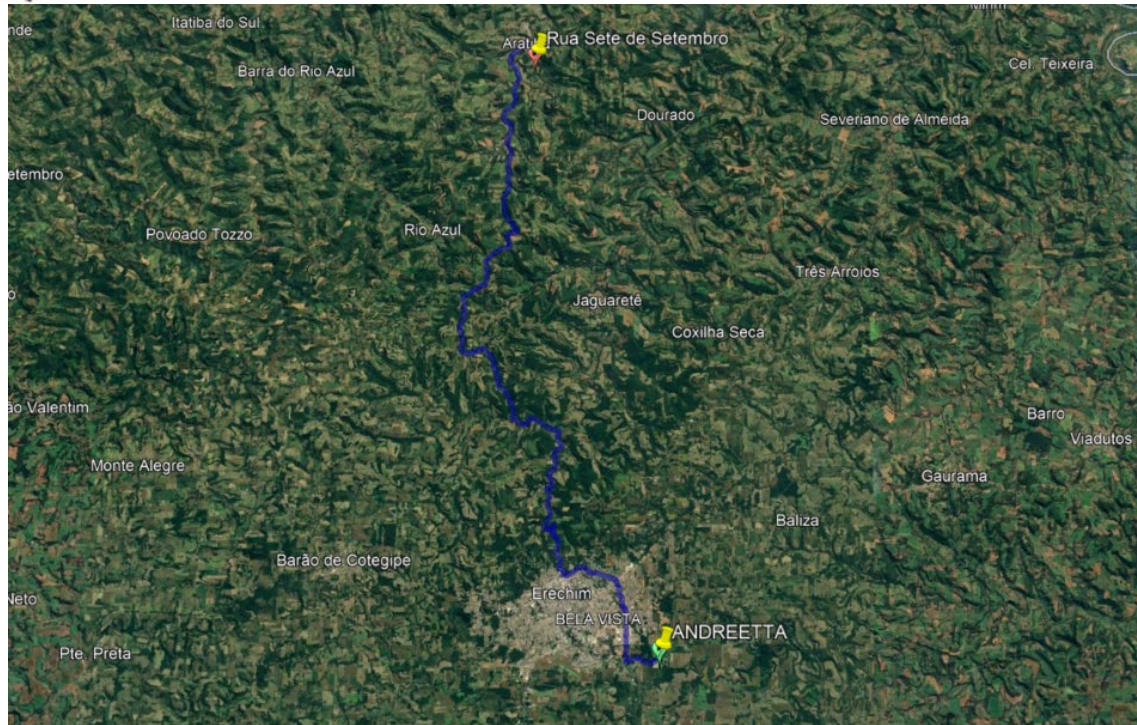 Itatiba do Sul
nde
Rua Sete de Setembro
Barra do Rio Azul
Cel. Teixeira
Dourado
Severiano de Almeida
etembro
Povoado Tozzo
Rio Azul
Três Arroios
Jaguaretê
Coxilha Seca
ão Valentim
Barro
Viadutos
Monte Alegre
Gaurama
Baliza
Barão de Cotegipe
Erechim
Neto
BELA VISTA
ANDREETTA
Pte. Preta